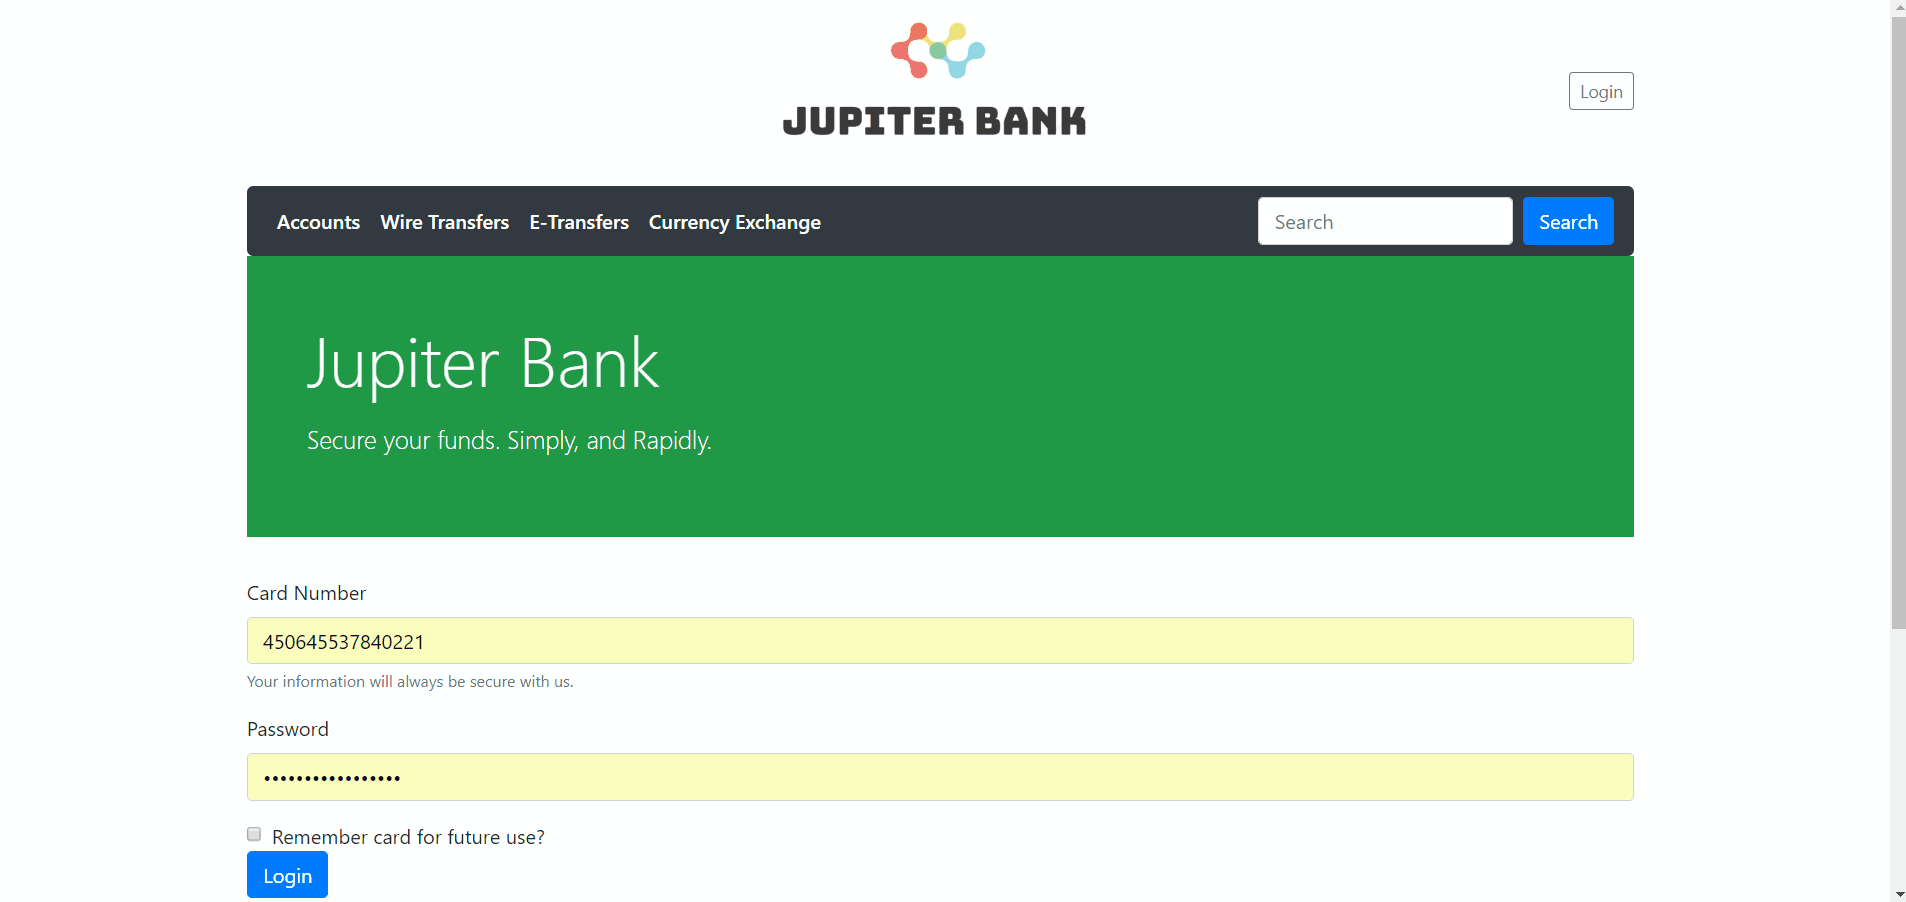 JUPITER BANK
Login
Accounts Wire Transfers E-Transfers Currency Exchange Search Search
Jupiter Bank
Secure your funds. Simply, and Rapidly.
Card Number
450645537840221
Your information will always be secure with us.
Password
•••••••••••••••••
Remember card for future use?
Login